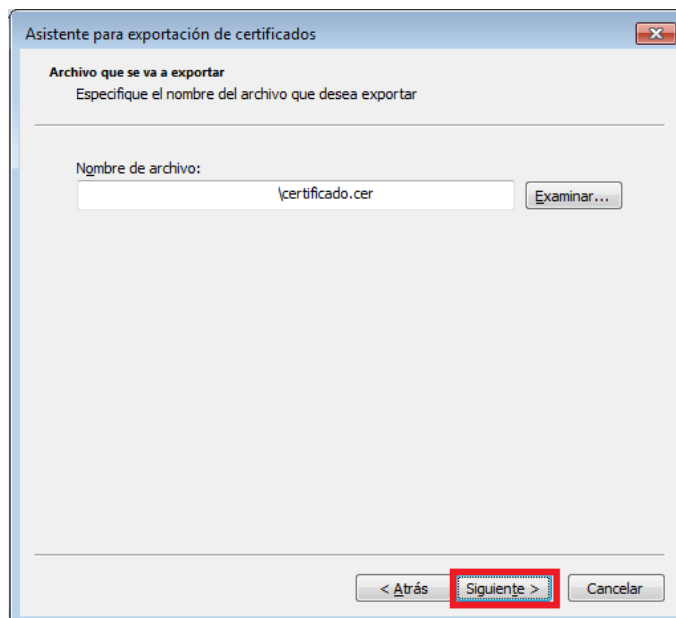 Asistente para exportación de certificados
Archivo que se va a exportar
Especifique el nombre del archivo que desea exportar
Nombre de archivo:
\certificado.cer
Examinar...
< Atrás
Siguiente >
Cancelar